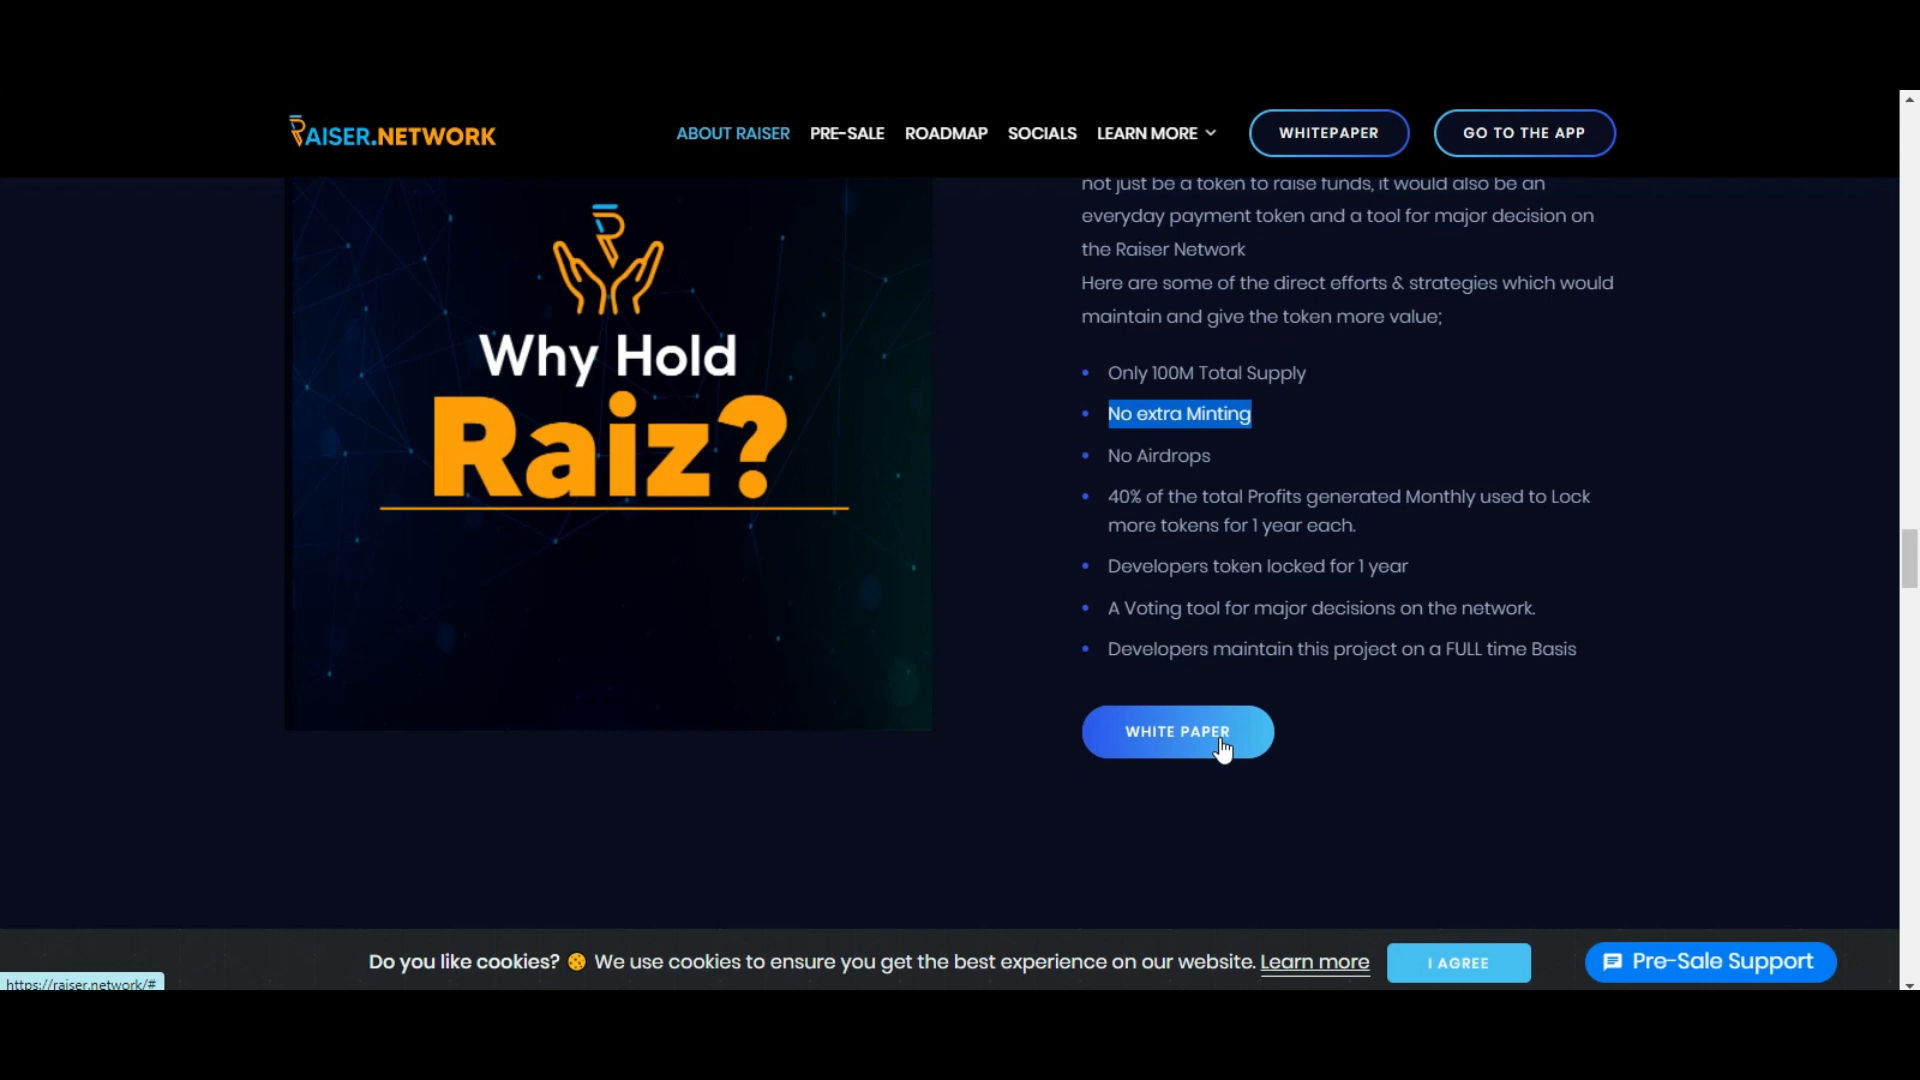 RAISER.NETWORK
ABOUT RAISER PRE-SALE ROADMAP SOCIALS LEARN MORE WHITEPAPER GO TO THE APP
Why Hold
Raiz?
not just be a token to raise funds, it would also be an
everyday payment token and a tool for major decision on
the Raiser Network
Here are some of the direct efforts & strategies which would
maintain and give the token more value;
Only 100M Total Supply
No extra Minting
No Airdrops
40% of the total Profits generated Monthly used to Lock
more tokens for 1 year each.
Developers token locked for 1 year
A Voting tool for major decisions on the network.
Developers maintain this project on a FULL time Basis
WHITE PAPER
Do you like cookies? 🍪 We use cookies to ensure you get the best experience on our website. Learn more I AGREE
Pre-Sale Support
https://raiser.network/#